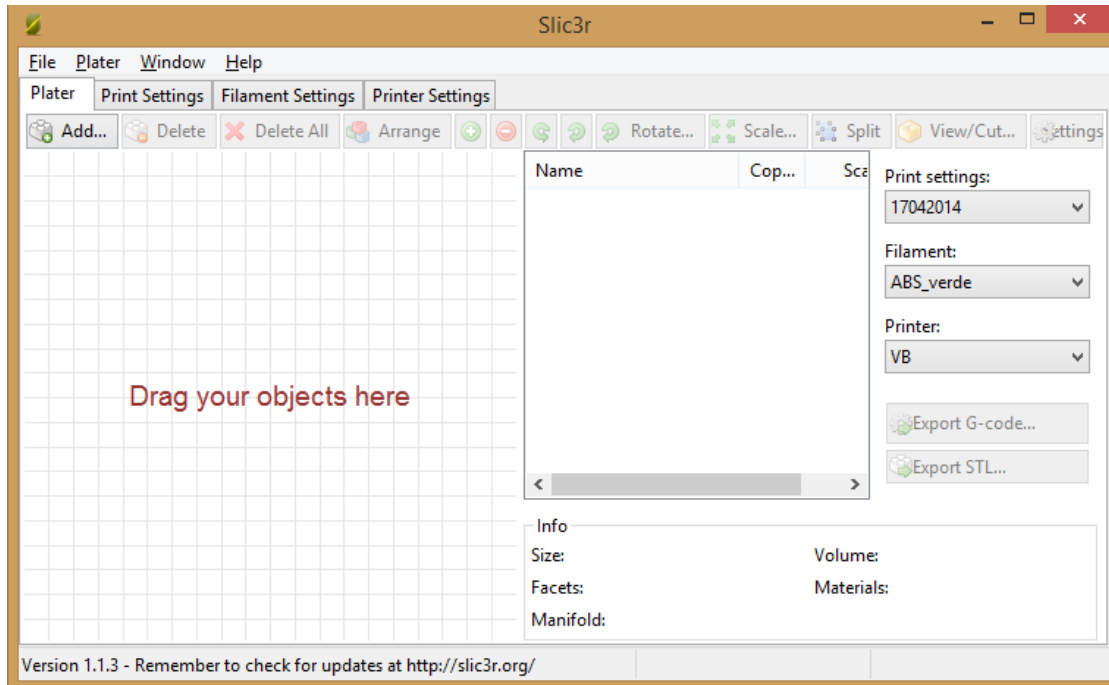 Slic3r
File Plater Window Help
Plater Print Settings Filament Settings Printer Settings
Add... Delete Delete All Arrange Rotate... Scale... Split View/Cut... ettings
Name Cop... Sca
Print settings:
17042014
Filament:
ABS_verde
Printer:
VB
Drag your objects here
Export G-code...
Export STL...
Info
Size: Volume:
Facets: Materials:
Manifold:
Version 1.1.3 - Remember to check for updates at http://slic3r.org/